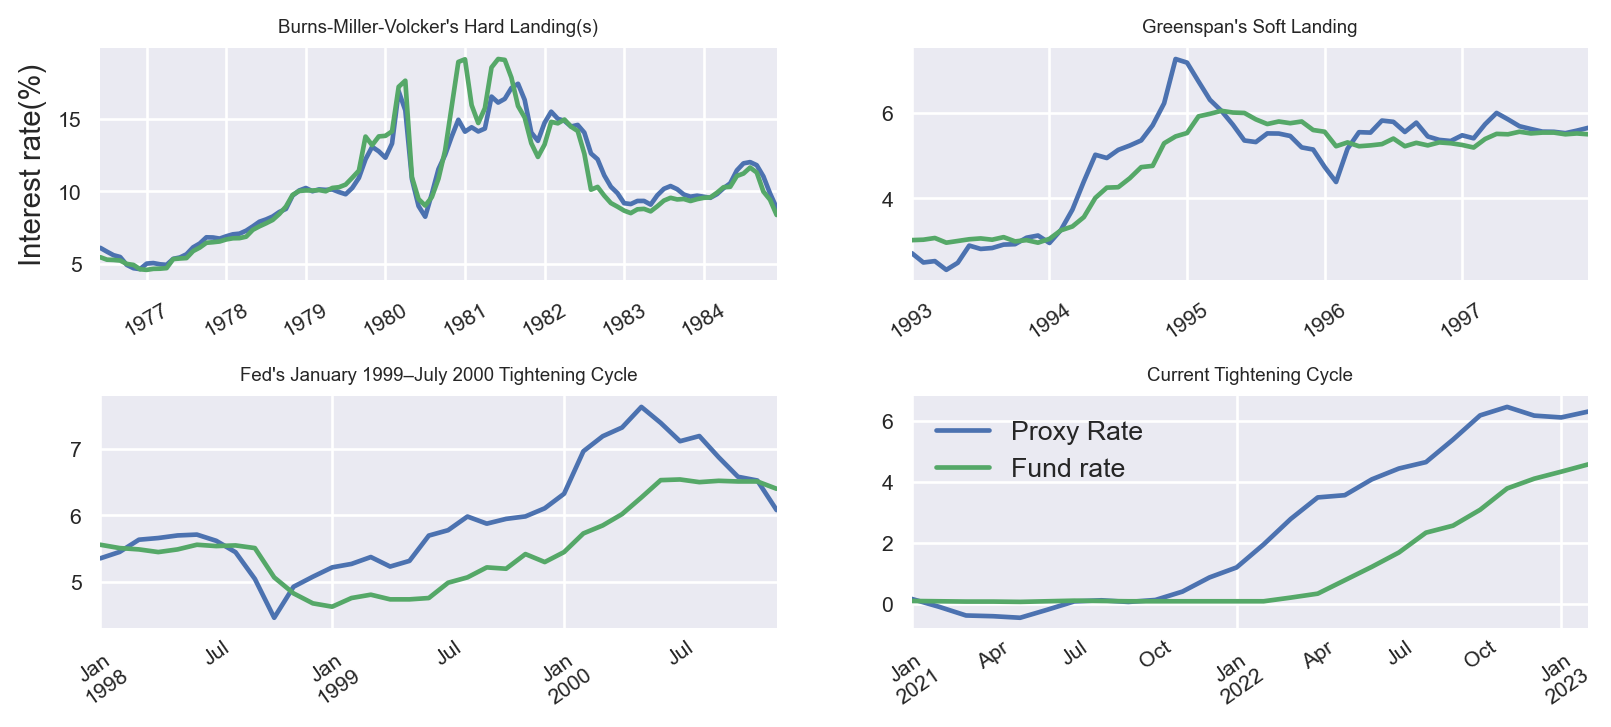 Burns-Miller-Volcker's Hard Landing(s)
Interest rate(%)
15
10
5
1977
1978
1979
1980
1981
1982
1983
1984
Greenspan's Soft Landing
6
4
1993
1994
1995
1996
1997
Fed's January 1999–July 2000 Tightening Cycle
7
6
5
Jan
1998
Jul
Jan
1999
Jul
Jan
2000
Jul
Current Tightening Cycle
Proxy Rate
Fund rate
6
4
2
0
Jan
2021
Apr
Jul
Oct
Jan
2022
Apr
Jul
Oct
Jan
2023